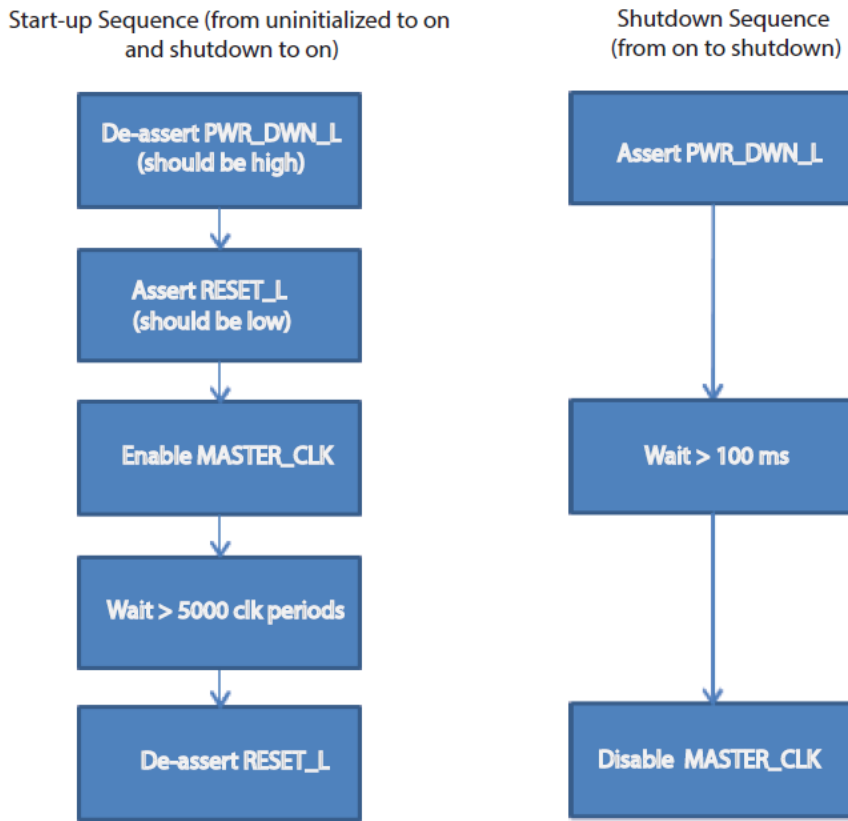 Start-up Sequence (from uninitialized to on
and shutdown to on)
De-assert PWR_DWN_L
(should be high)
Assert RESET_L
(should be low)
Enable MASTER_CLK
Wait > 5000 clk periods
De-assert RESET_L
Shutdown Sequence
(from on to shutdown)
Assert PWR_DWN_L
Wait > 100 ms
Disable MASTER_CLK